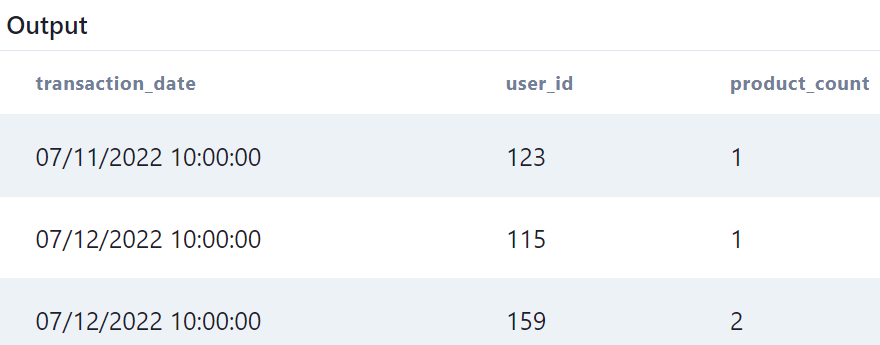 Output
transaction_date user_id product_count
07/11/2022 10:00:00 123 1
07/12/2022 10:00:00 115 1
07/12/2022 10:00:00 159 2